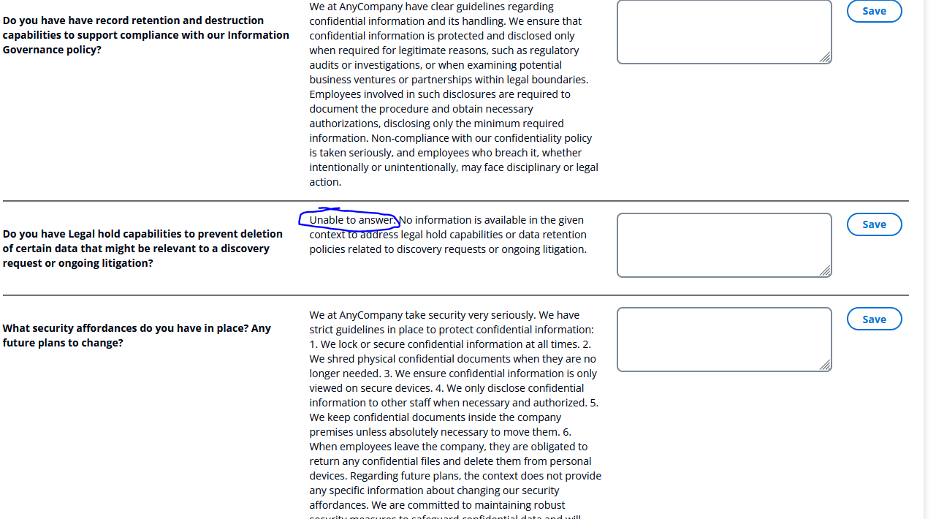 Do you have have record retention and destruction
capabilities to support compliance with our Information
Governance policy?
We at AnyCompany have clear guidelines regarding
confidential information and its handling. We ensure that
confidential information is protected and disclosed only
when required for legitimate reasons, such as regulatory
audits or investigations, or when examining potential
business ventures or partnerships within legal boundaries.
Employees involved in such disclosures are required to
document the procedure and obtain necessary
authorizations, disclosing only the minimum required
information. Non-compliance with our confidentiality policy
is taken seriously, and employees who breach it, whether
intentionally or unintentionally, may face disciplinary or legal
action.
Save
Do you have Legal hold capabilities to prevent deletion
of certain data that might be relevant to a discovery
request or ongoing litigation?
Unable to answer. No information is available in the given
context to address legal hold capabilities or data retention
policies related to discovery requests or ongoing litigation.
Save
What security affordances do you have in place? Any
future plans to change?
We at AnyCompany take security very seriously. We have
strict guidelines in place to protect confidential information:
1. We lock or secure confidential information at all times. 2.
We shred physical confidential documents when they are no
longer needed. 3. We ensure confidential information is only
viewed on secure devices. 4. We only disclose confidential
information to other staff when necessary and authorized. 5.
We keep confidential documents inside the company
premises unless absolutely necessary to move them. 6.
When employees leave the company, they are obligated to
return any confidential files and delete them from personal
devices. Regarding future plans, the context does not provide
any specific information about changing our security
affordances. We are committed to maintaining robust
security measures to safeguard confidential data and will
Save